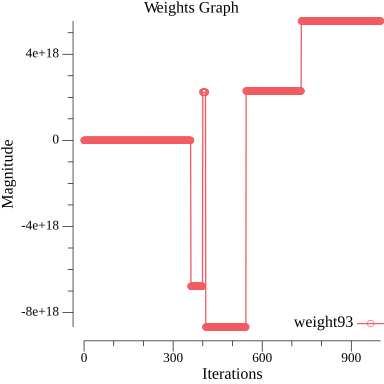 Weights Graph
4e+18
0
-4e+18
-8e+18
Magnitude
weight93
0 300 600 900
Iterations